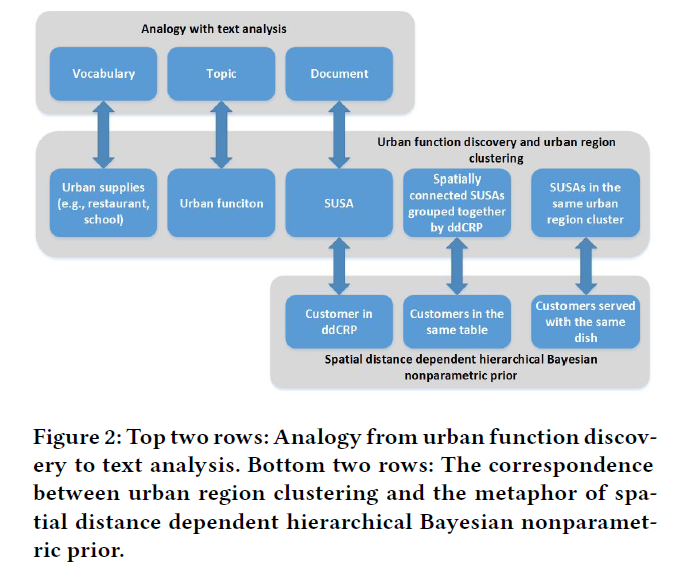 Analogy with text analysis
Vocabulary
Topic
Document
Urban function discovery and urban region
clustering
Urban supplies
(e.g., restaurant,
school)
Urban funciton
SUSA
Spatially
connected SUSAs
grouped together
by ddCRP
SUSAs in the
same urban
region cluster
Customer in
ddCRP
Customers in the
same table
Customers served
with the same
dish
Spatial distance dependent hierarchical Bayesian
nonparametric prior
Figure 2: Top two rows: Analogy from urban function discov-
ery to text analysis. Bottom two rows: The correspondence
between urban region clustering and the metaphor of spa-
tial distance dependent hierarchical Bayesian nonparamet-
ric prior.